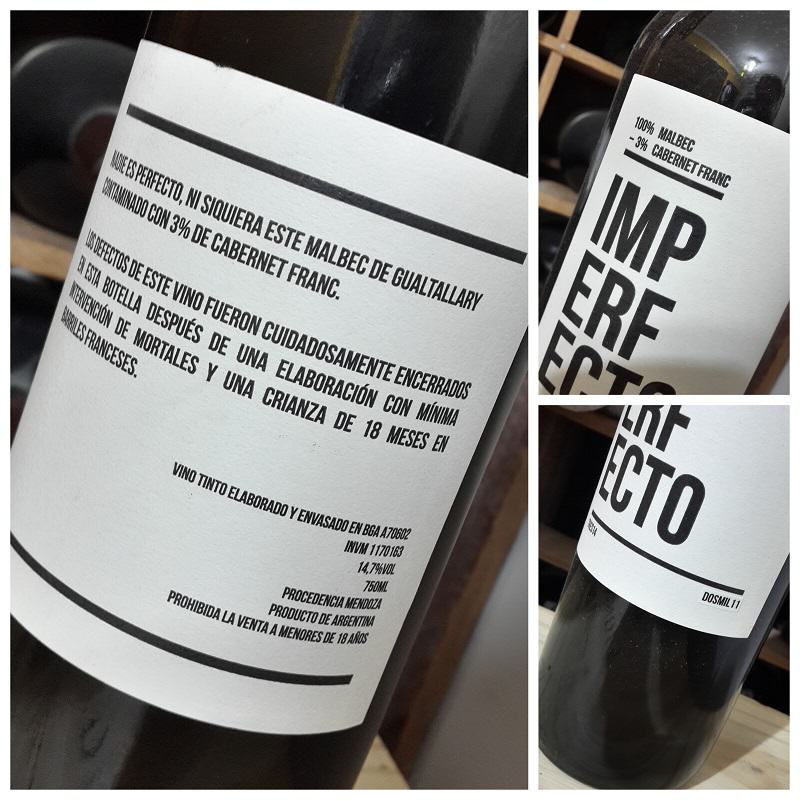 NADIE ES PERFECTO, NI SIQUIERA ESTE MALBEC DE GUALTALLARY
CONTAMINADO CON 3% DE CABERNET FRANC.
LOS DEFECTOS DE ESTE VINO FUERON CUIDADOSAMENTE ENCERRADOS
EN ESTA BOTELLA DESPUÉS DE UNA ELABORACIÓN CON MÍNIMA
INTERVENCIÓN DE MORTALES Y UNA CRIANZA DE 18 MESES EN
BARRILES FRANCESES.
VINO TINTO ELABORADO Y ENVASADO EN BGA A70602
INVM 1170163
14,7%VOL
750ML
PROCEDENCIA MENDOZA
PRODUCTO DE ARGENTINA
PROHIBIDA LA VENTA A MENORES DE 18 AÑOS
100% MALBEC
- 3% CABERNET FRANC
IMP
ERF
ECTO
ERF
ECTO
DOSMIL11